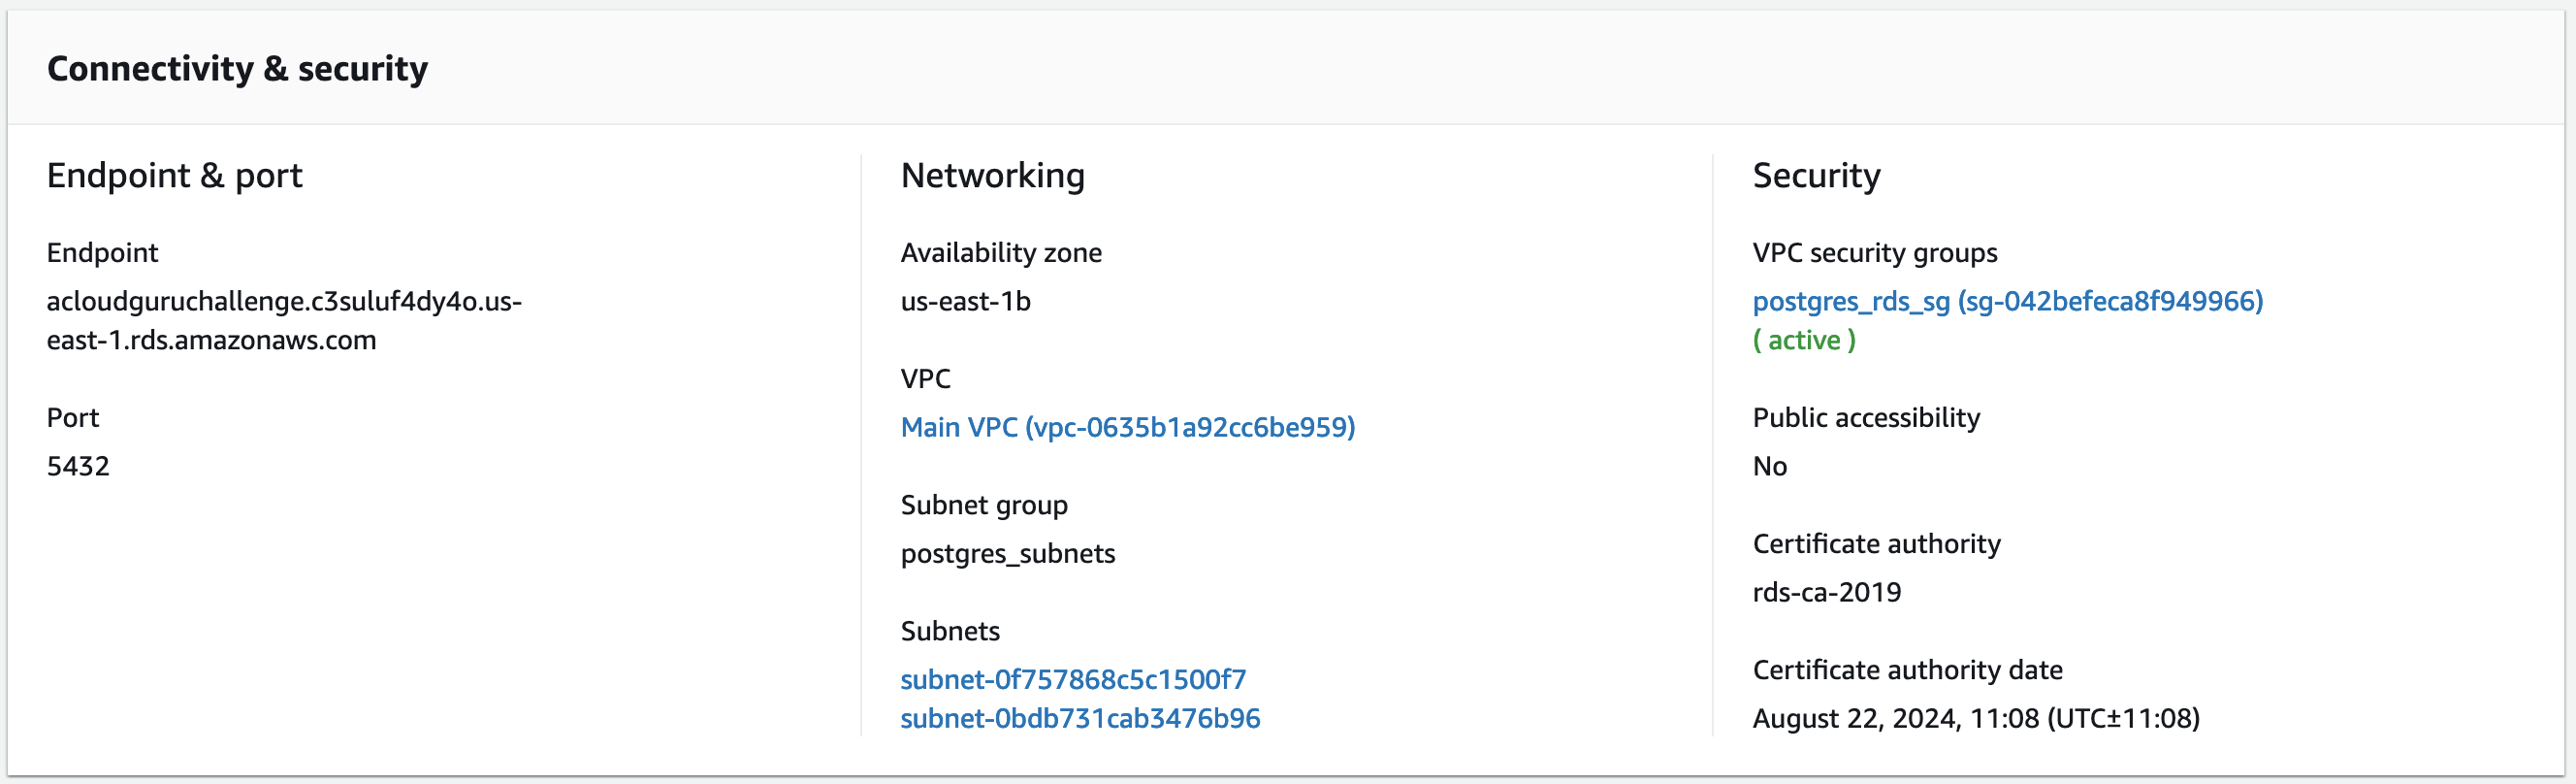 Connectivity & security
Endpoint & port
Endpoint
acloudguruchallenge.c3suluf4dy4o.us-
east-1.rds.amazonaws.com
Port
5432
Networking
Availability zone
us-east-1b
VPC
Main VPC (vpc-0635b1a92cc6be959)
Subnet group
postgres_subnets
Subnets
subnet-0f757868c5c1500f7
subnet-0bdb731cab3476b96
Security
VPC security groups
postgres_rds_sg (sg-042befeca8f949966)
( active )
Public accessibility
No
Certificate authority
rds-ca-2019
Certificate authority date
August 22, 2024, 11:08 (UTC±11:08)